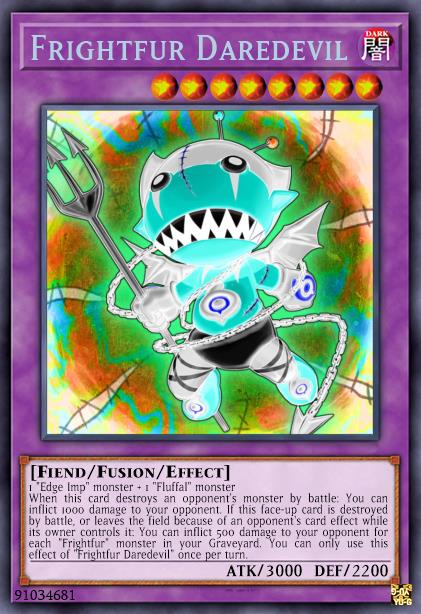 Frightfur Daredevil
DARK
闇
[Fiend/Fusion/Effect]
1 "Edge Imp" monster + 1 "Fluffal" monster
When this card destroys an opponent's monster by battle: You can
inflict 1000 damage to your opponent. If this face-up card is destroyed
by battle, or leaves the field because of an opponent's card effect while
its owner controls it: You can inflict 500 damage to your opponent for
each "Frightfur" monster in your Graveyard. You can only use this
effect of "Frightfur Daredevil" once per turn.
ATK/3000 DEF/2200
91034681